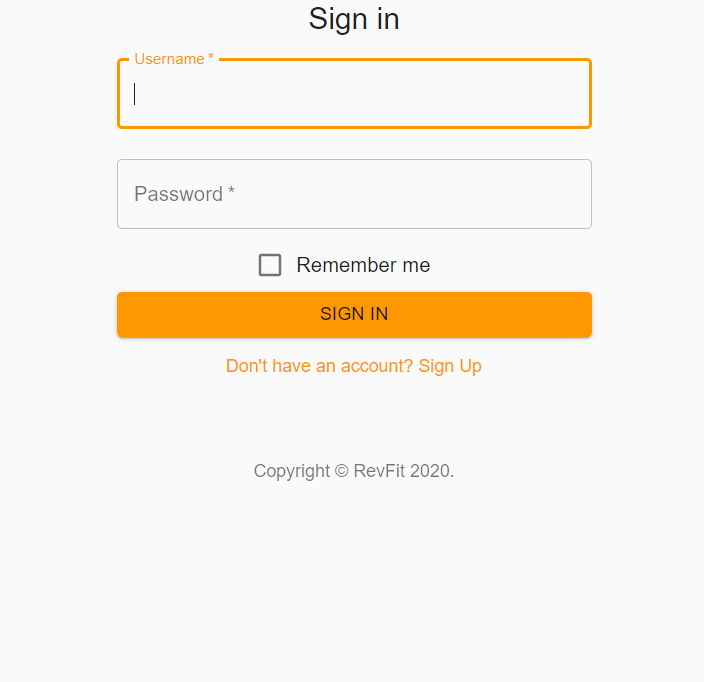 Sign in
Username *
Password *
Remember me
SIGN IN
Don't have an account? Sign Up
Copyright © RevFit 2020.